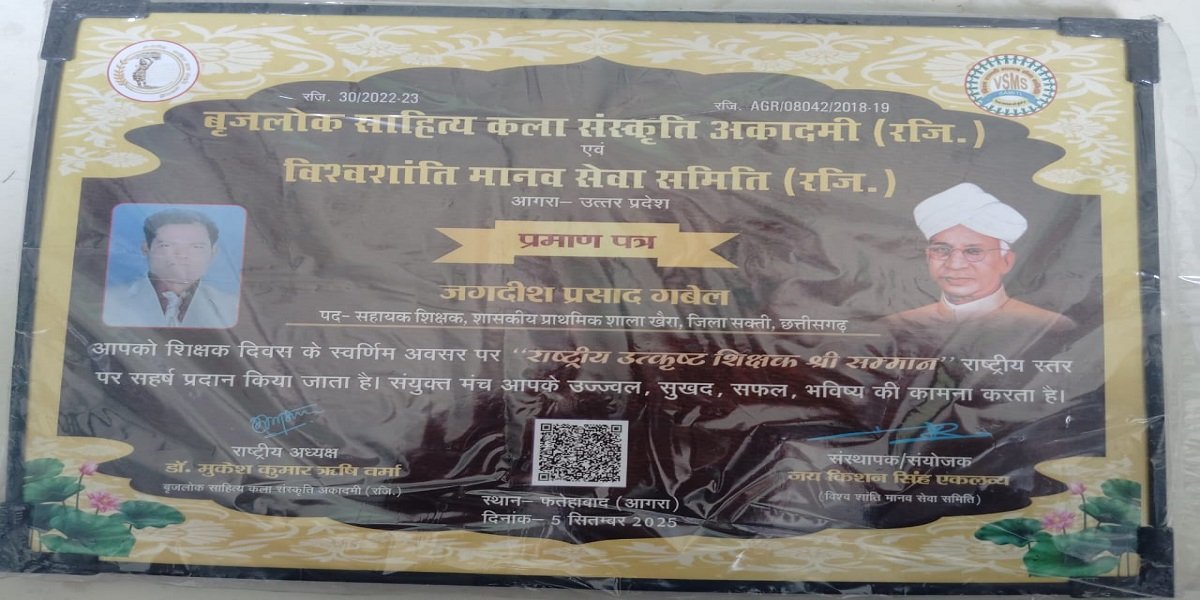 रजि. 30/2022-23
रजि. AGR/08042/2018-19
VSMS
बृजलोक साहित्य कला संस्कृति अकादमी (रजि.)
एवं
विश्वशांति मानव सेवा समिति (रजि.)
आगरा– उत्तर प्रदेश
प्रमाण पत्र
जगदीश प्रसाद गबेल
पद– सहायक शिक्षक, शासकीय प्राथमिक शाला खैरा, जिला सक्ती, छत्तीसगढ़
आपको शिक्षक दिवस के स्वर्णिम अवसर पर "राष्ट्रीय उत्कृष्ट शिक्षक श्री सम्मान" राष्ट्रीय स्तर
पर सहर्ष प्रदान किया जाता है। संयुक्त मंच आपके उज्ज्वल, सुखद, सफल, भविष्य की कामना करता है।
राष्ट्रीय अध्यक्ष
डॉ. मुकेश कुमार ऋषि वर्मा
बृजलोक साहित्य कला संस्कृति अकादमी (रजि.)
स्थान– फतेहाबाद (आगरा)
दिनांक– 5 सितम्बर 2025
संस्थापक/संयोजक
जय किशन सिंह एकलव्य
(विश्व शांति मानव सेवा समिति)